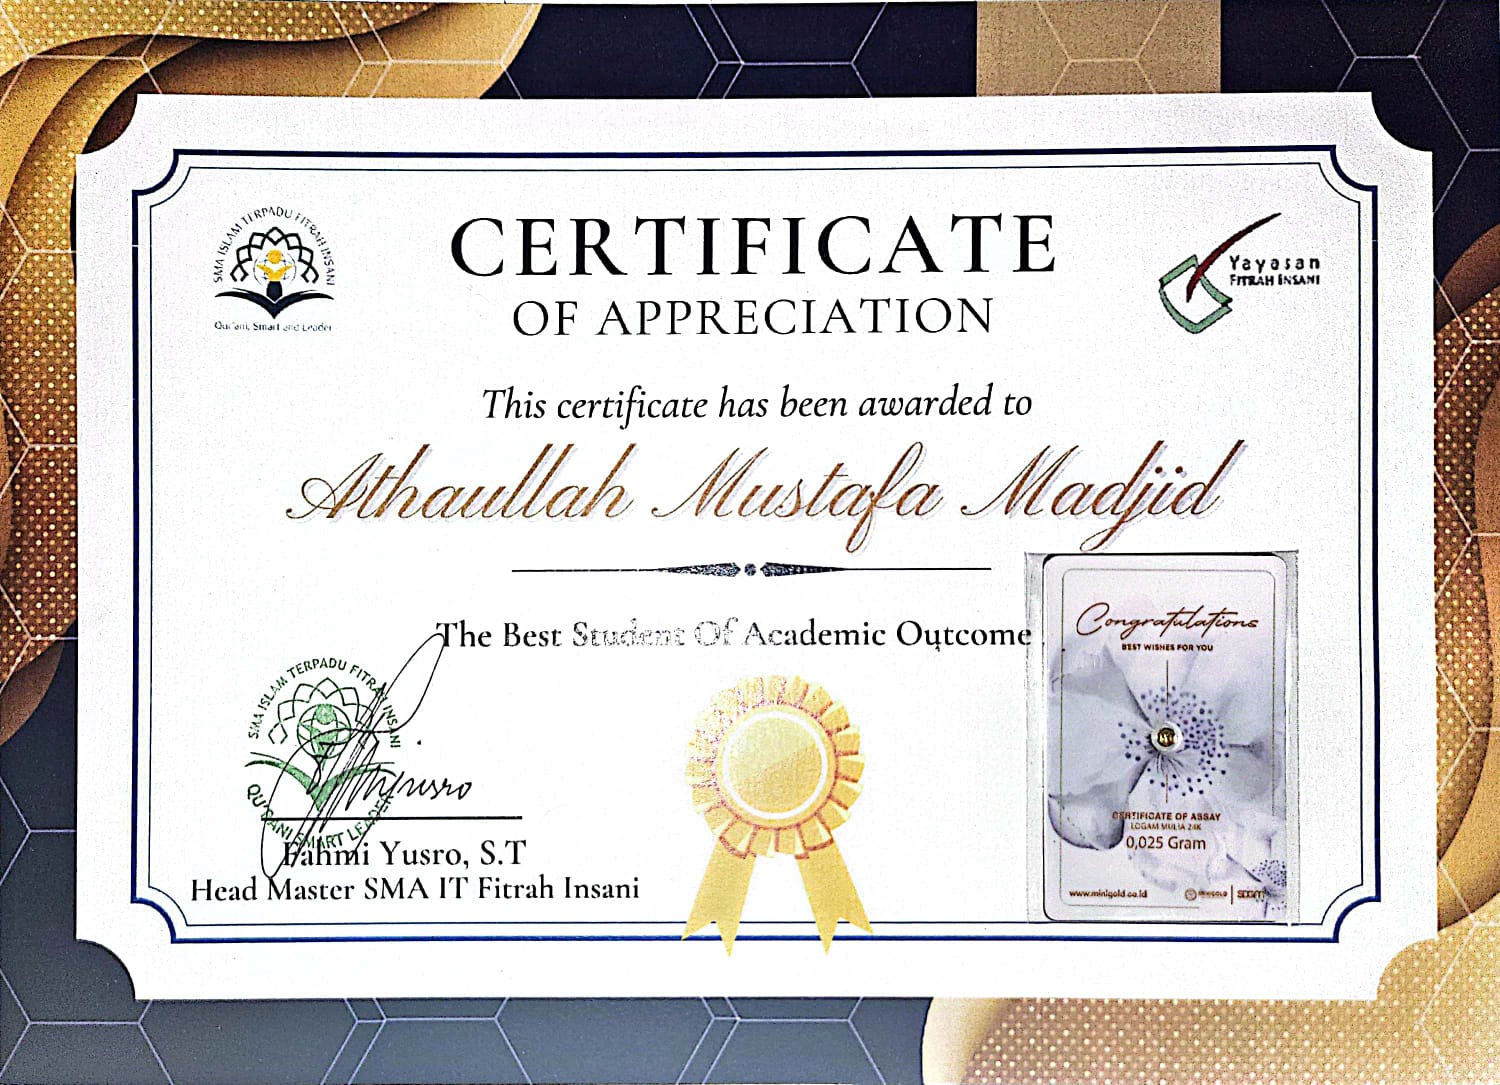 SMA ISLAM TERPADU FITRAH INSANI
Qur'ani, Smart and Leader
CERTIFICATE
OF APPRECIATION
Yayasan
FITRAH INSANI
This certificate has been awarded to
Athaullah Mustafa Madjid
The Best Student Of Academic Outcome
SMA ISLAM TERPADU FITRAH INSANI
QUR'ANI SMART LEADER
Yusro
Fahmi Yusro, S.T
Head Master SMA IT Fitrah Insani
Congratulations
BEST WISHES FOR YOU
CERTIFICATE OF ASSAY
LOGAM MULIA 24K
0,025 Gram
www.minigold.co.id
MINIGOLD